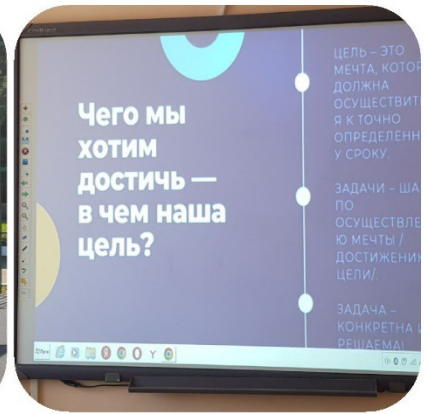 Чего мы
хотим
достичь —
в чем наша
цель?
ЦЕЛЬ – ЭТО
МЕЧТА, КОТОР
ДОЛЖНА
ОСУЩЕСТВИТЬ
Я К ТОЧНО
ОПРЕДЕЛЕНН
У СРОКУ.
ЗАДАЧИ – ША
ПО
ОСУЩЕСТВЛЕ
Ю МЕЧТЫ /
ДОСТИЖЕНИ
ЦЕЛИ/.
ЗАДАЧА –
КОНКРЕТНА И
РЕШАЕМА!